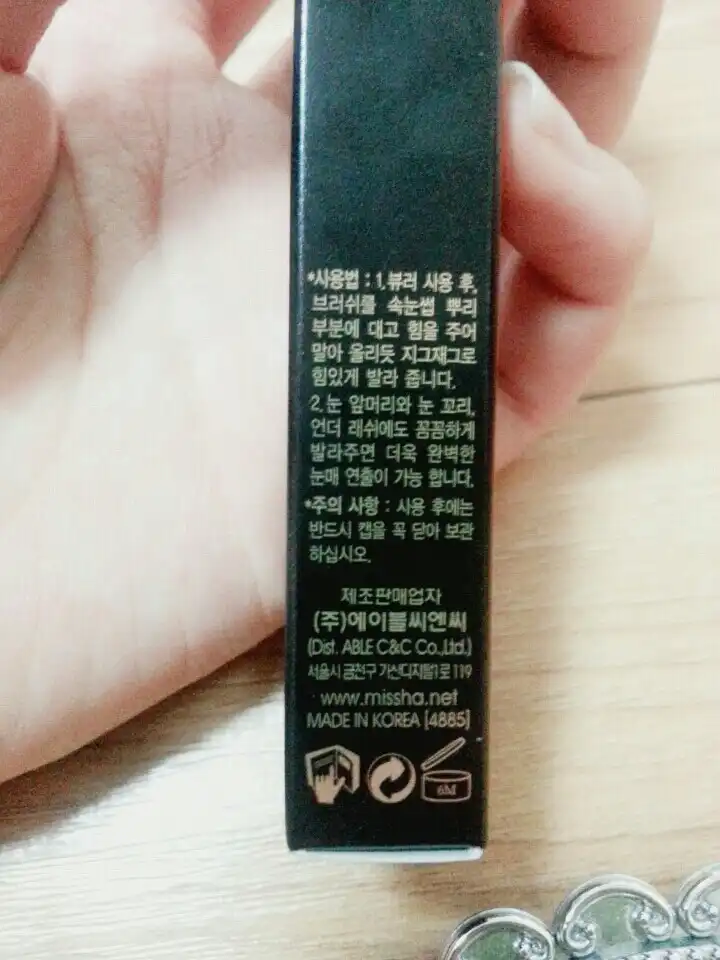 *사용법 : 1.뷰러 사용 후,
브러쉬를 속눈썹 뿌리
부분에 대고 힘을 주어
말아 올리듯 지그재그로
힘있게 발라 줍니다.
2.눈 앞머리와 눈 꼬리,
언더 래쉬에도 꼼꼼하게
발라주면 더욱 완벽한
눈매 연출이 가능 합니다.
*주의 사항 : 사용 후에는
반드시 캡을 꼭 닫아 보관
하십시오.
제조판매업자
(주)에이블씨엔씨
(Dist. ABLE C&C Co.,Ltd.)
서울시 금천구 가산디지털1로 119
www.missha.net
MADE IN KOREA [4885]
6M